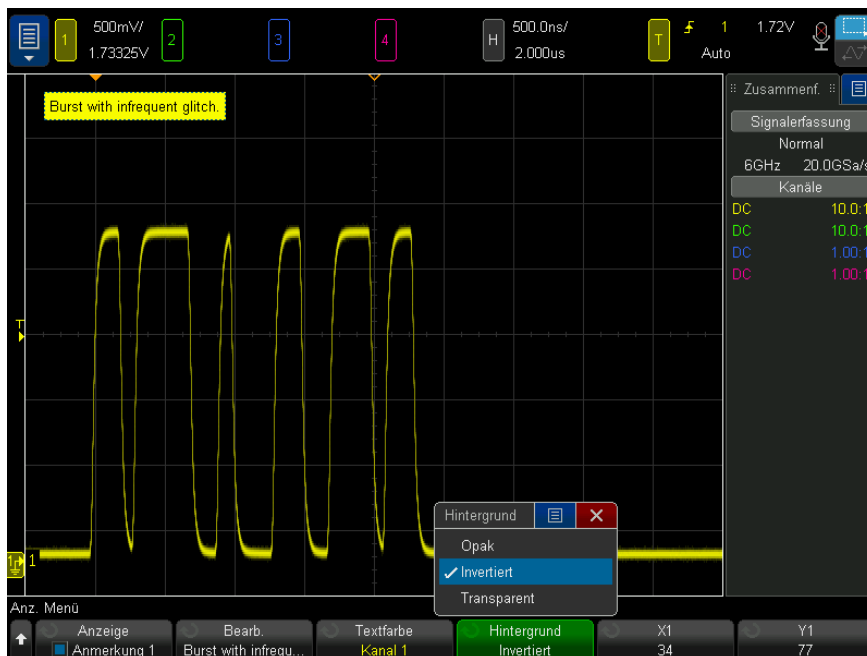 1 500mV/ 1.73325V 2 3 4 H 500.0ns/ 2.000us T 1 1.72V Auto
Burst with infrequent glitch.
Zusammenf.
Signalerfassung
Normal
6GHz 20.0GSa/s
Kanäle
DC 10.0:1
DC 10.0:1
DC 1.00:1
DC 1.00:1
T
1 1
Hintergrund
Opak
Invertiert
Transparent
Anz. Menü
Anzeige Bearb. Textfarbe Hintergrund X1 Y1
Anmerkung 1 Burst with infrequ... Kanal 1 Invertiert 34 77